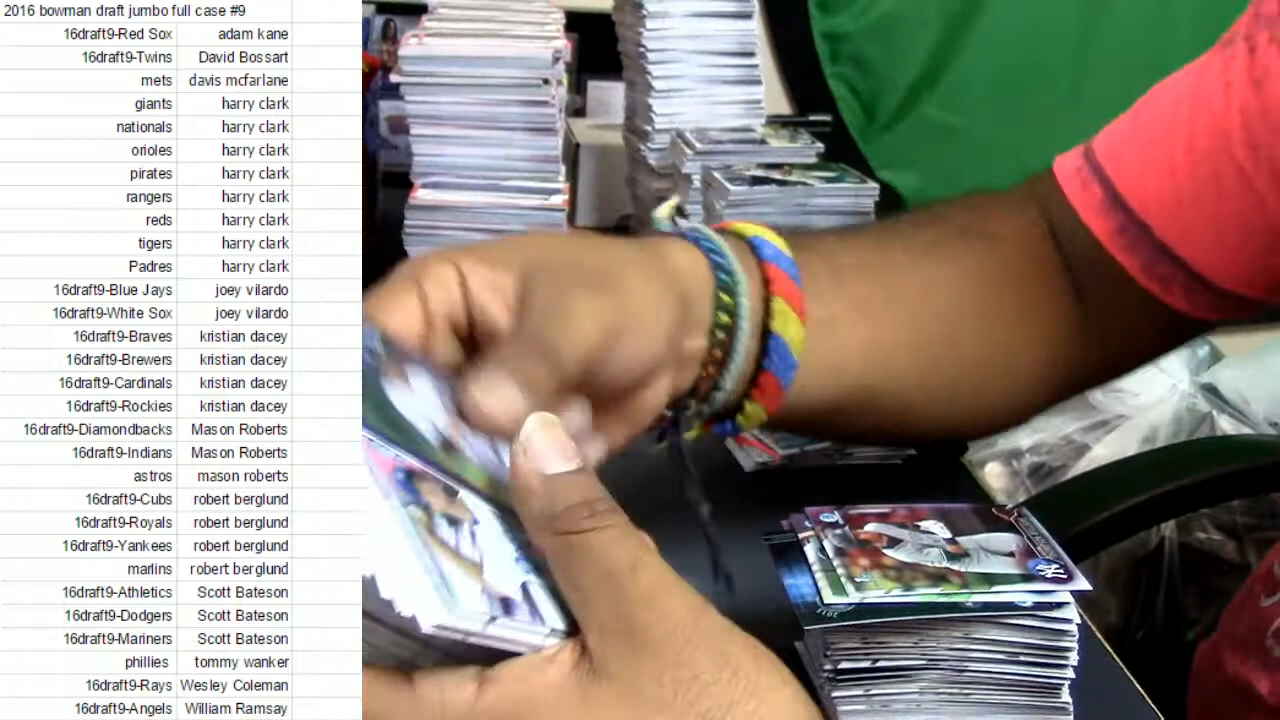 2016 bowman draft jumbo full case #9
16draft9-Red Sox adam kane
16draft9-Twins David Bossart
mets davis mcfarlane
giants harry clark
nationals harry clark
orioles harry clark
pirates harry clark
rangers harry clark
reds harry clark
tigers harry clark
Padres harry clark
16draft9-Blue Jays joey vilardo
16draft9-White Sox joey vilardo
16draft9-Braves kristian dacey
16draft9-Brewers kristian dacey
16draft9-Cardinals kristian dacey
16draft9-Rockies kristian dacey
16draft9-Diamondbacks Mason Roberts
16draft9-Indians Mason Roberts
astros mason roberts
16draft9-Cubs robert berglund
16draft9-Royals robert berglund
16draft9-Yankees robert berglund
marlins robert berglund
16draft9-Athletics Scott Bateson
16draft9-Dodgers Scott Bateson
16draft9-Mariners Scott Bateson
phillies tommy wanker
16draft9-Rays Wesley Coleman
16draft9-Angels William Ramsay